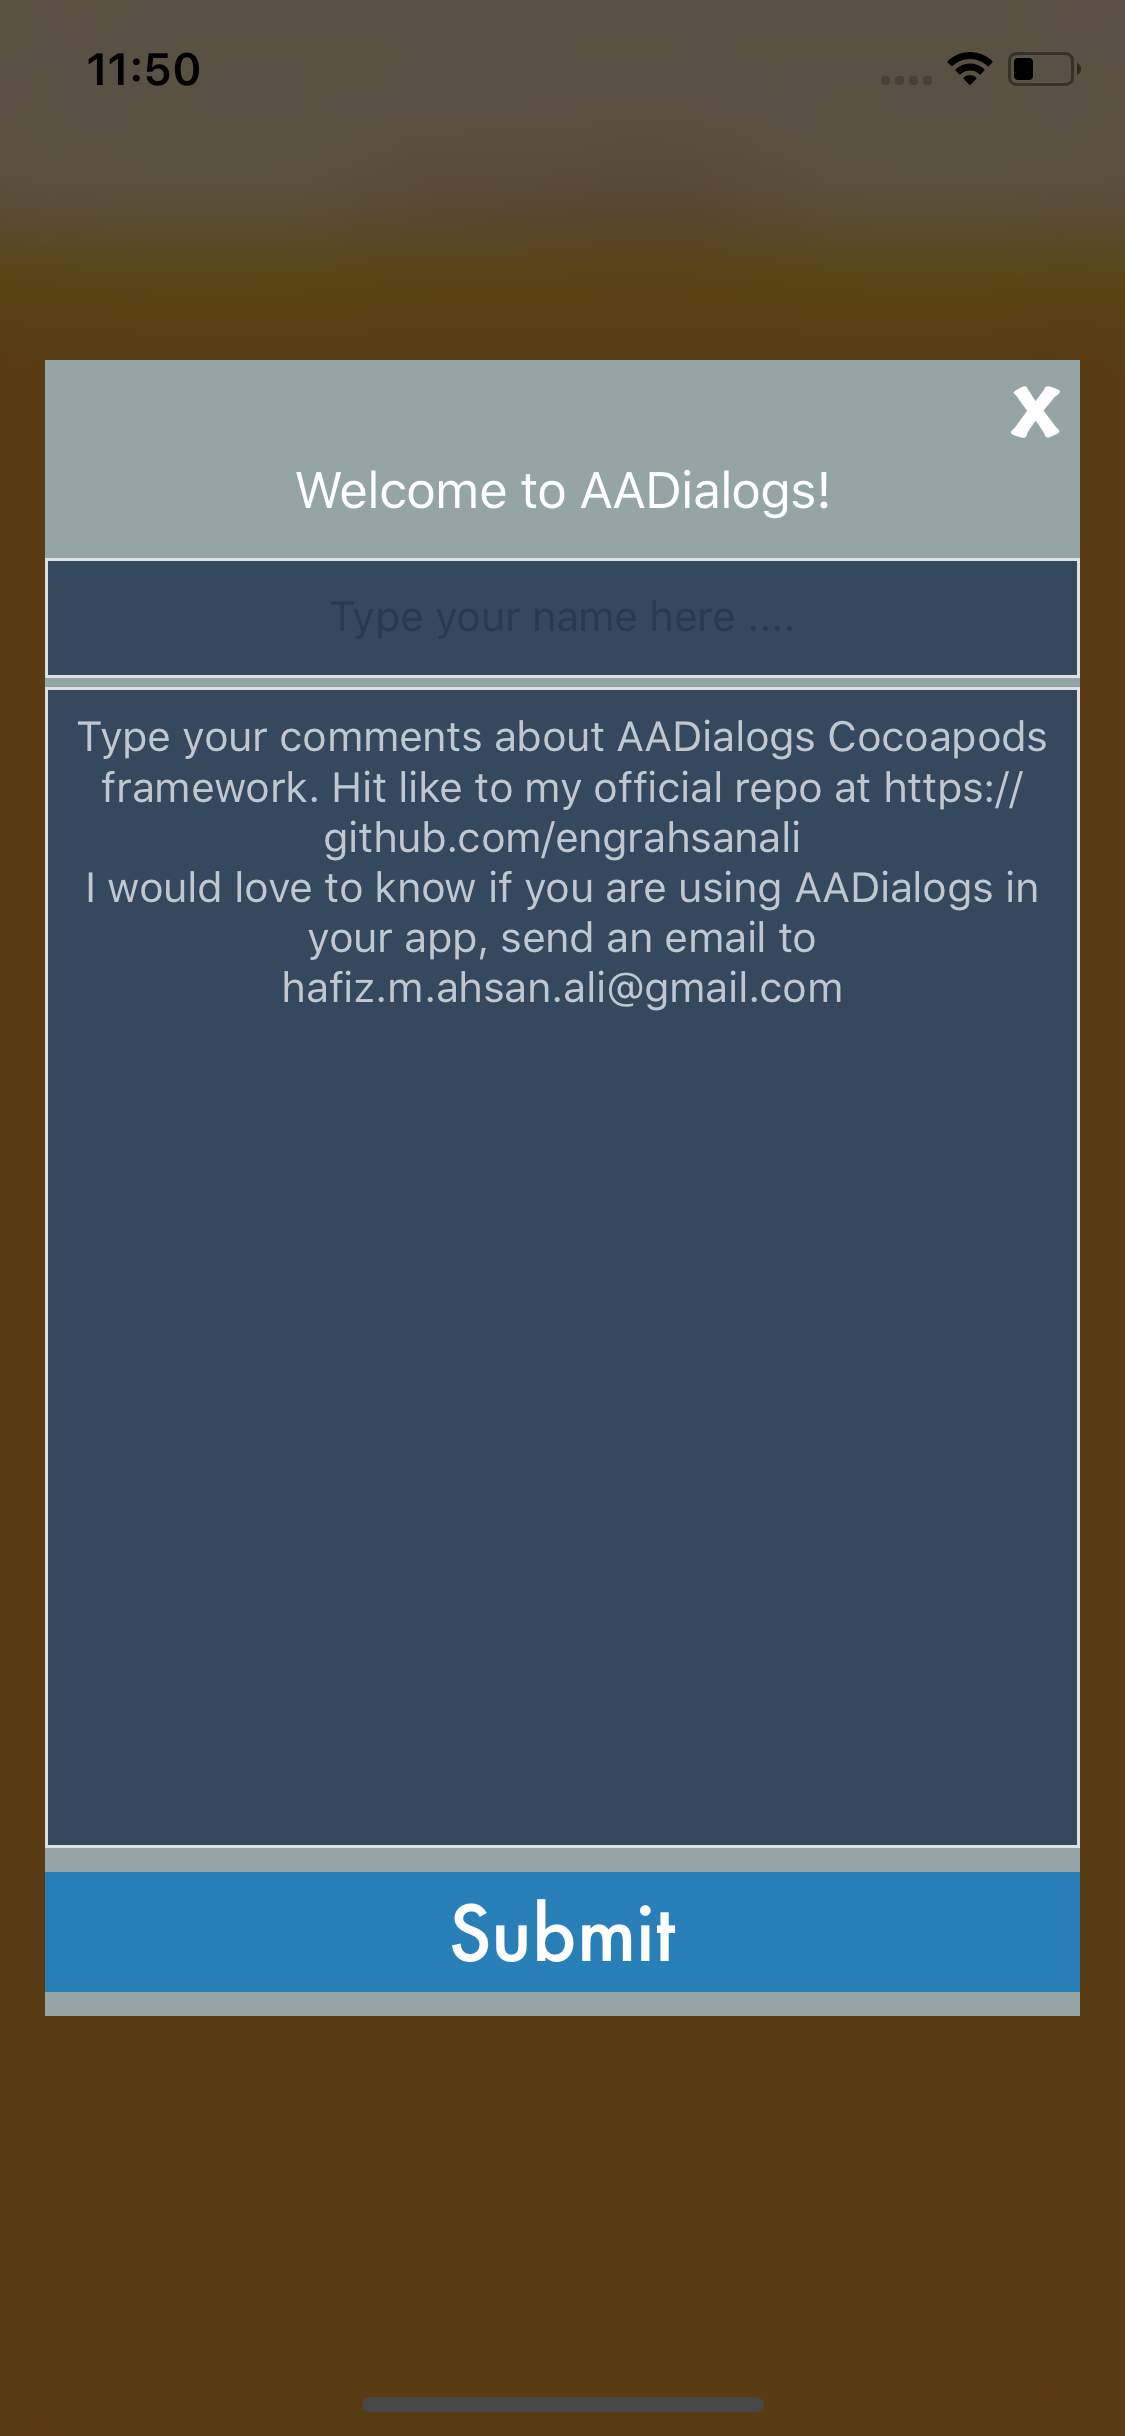 11:50
X
Welcome to AADialogs!
Type your name here ....
Type your comments about AADialogs Cocoapods
framework. Hit like to my official repo at https://
github.com/engrahsanali
I would love to know if you are using AADialogs in
your app, send an email to
hafiz.m.ahsan.ali@gmail.com
Submit